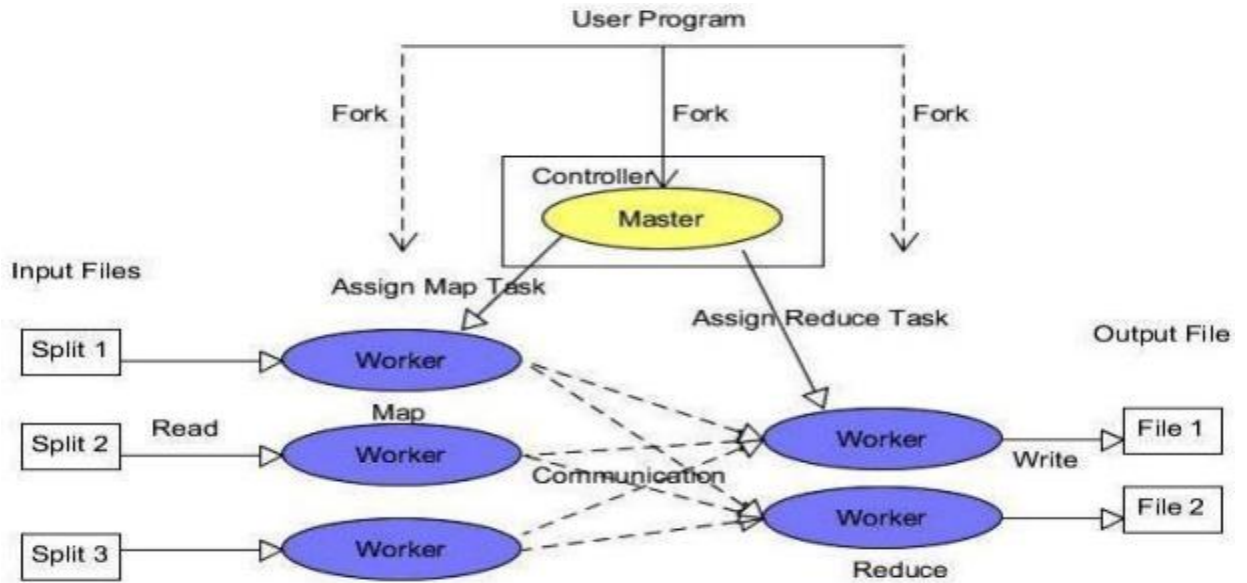 User Program
Fork
Fork
Fork
Controller
Master
Input Files
Assign Map Task
Assign Reduce Task
Output File
Split 1
Worker
Map
Split 2
Read
Worker
Worker
File 1
Communication
Write
Split 3
Worker
Worker
File 2
Reduce